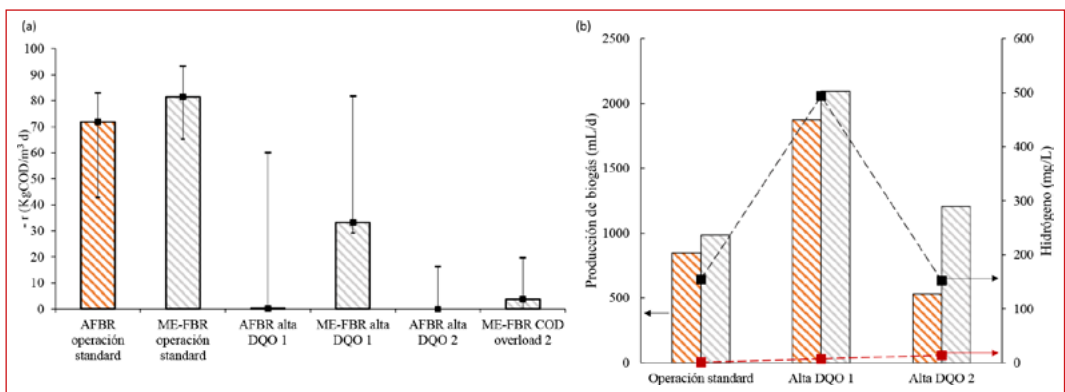 (a)
100
90
80
70
60
50
40
30
20
10
0
- r (KgCOD/m³ d)
AFBR
operación
standard
ME-FBR
operación
standard
AFBR alta
DQO 1
ME-FBR alta
DQO 1
AFBR alta
DQO 2
ME-FBR COD
overload 2
(b)
2500
2000
1500
1000
500
0
Producción de biogás (mL/d)
600
500
400
300
200
100
0
Hidrógeno (mg/L)
Operación standard
Alta DQO 1
Alta DQO 2